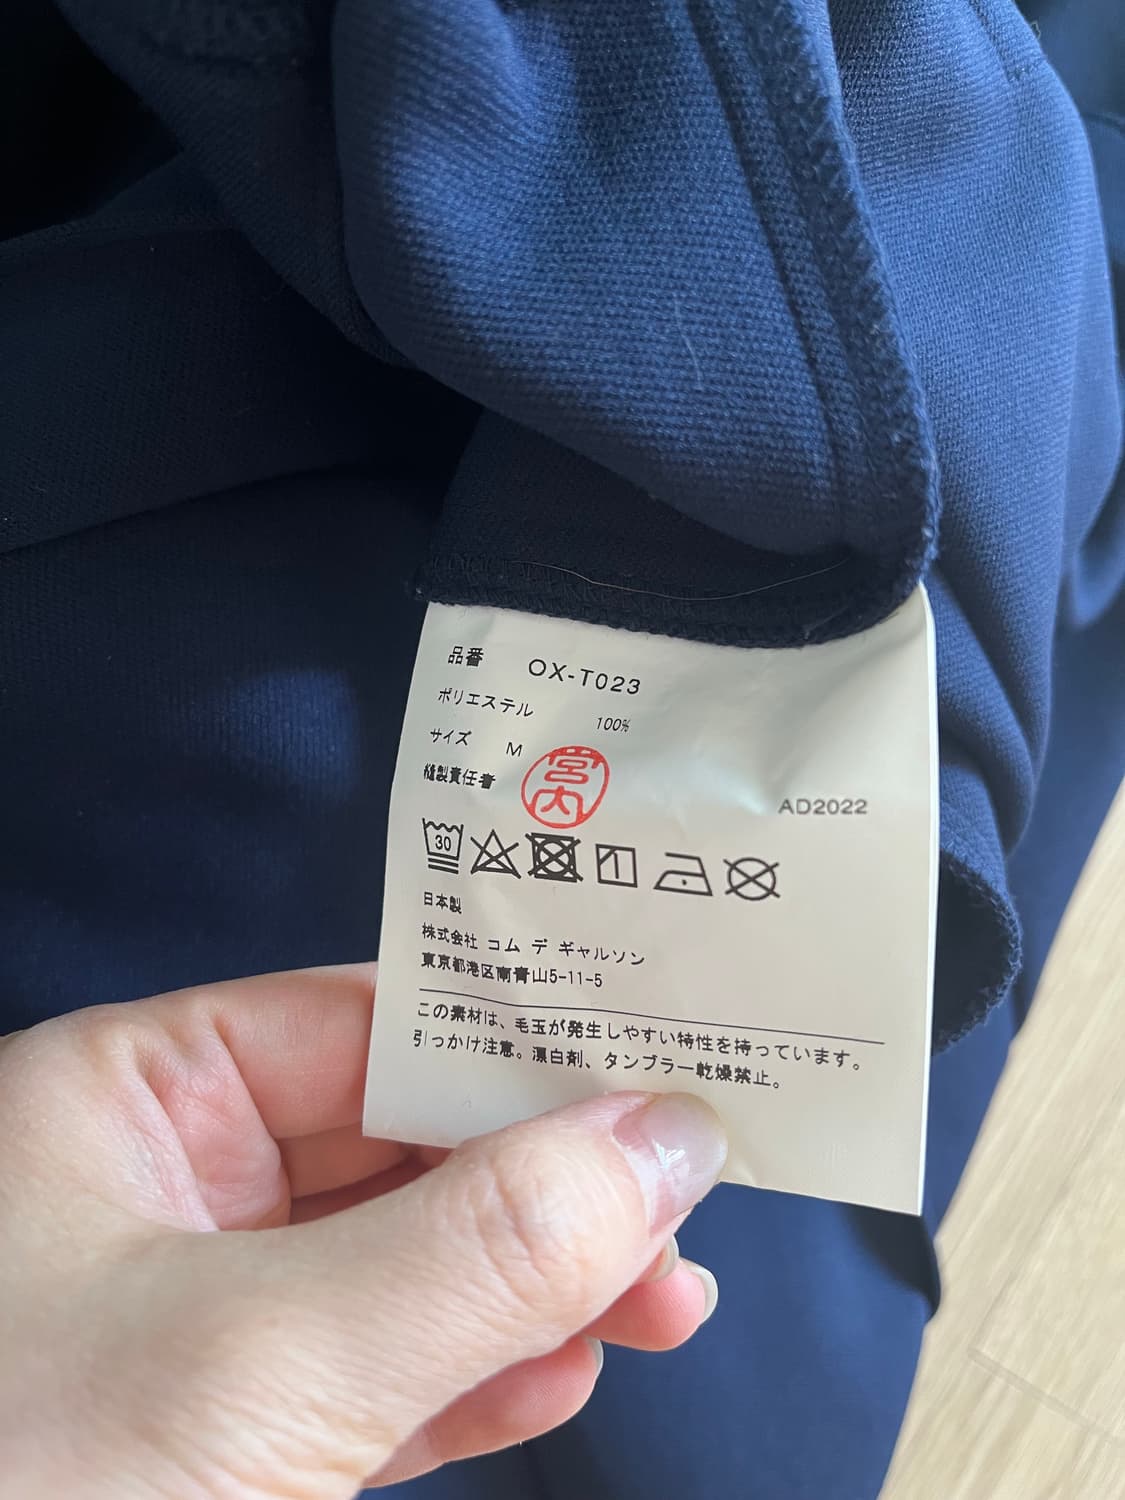 品番 OX-T023
ポリエステル 100%
サイズ M
縫製責任者 宮内
AD2022
30
日本製
株式会社 コム デ ギャルソン
東京都港区南青山5-11-5
この素材は、毛玉が発生しやすい特性を持っています。
引っかけ注意。漂白剤、タンブラー乾燥禁止。